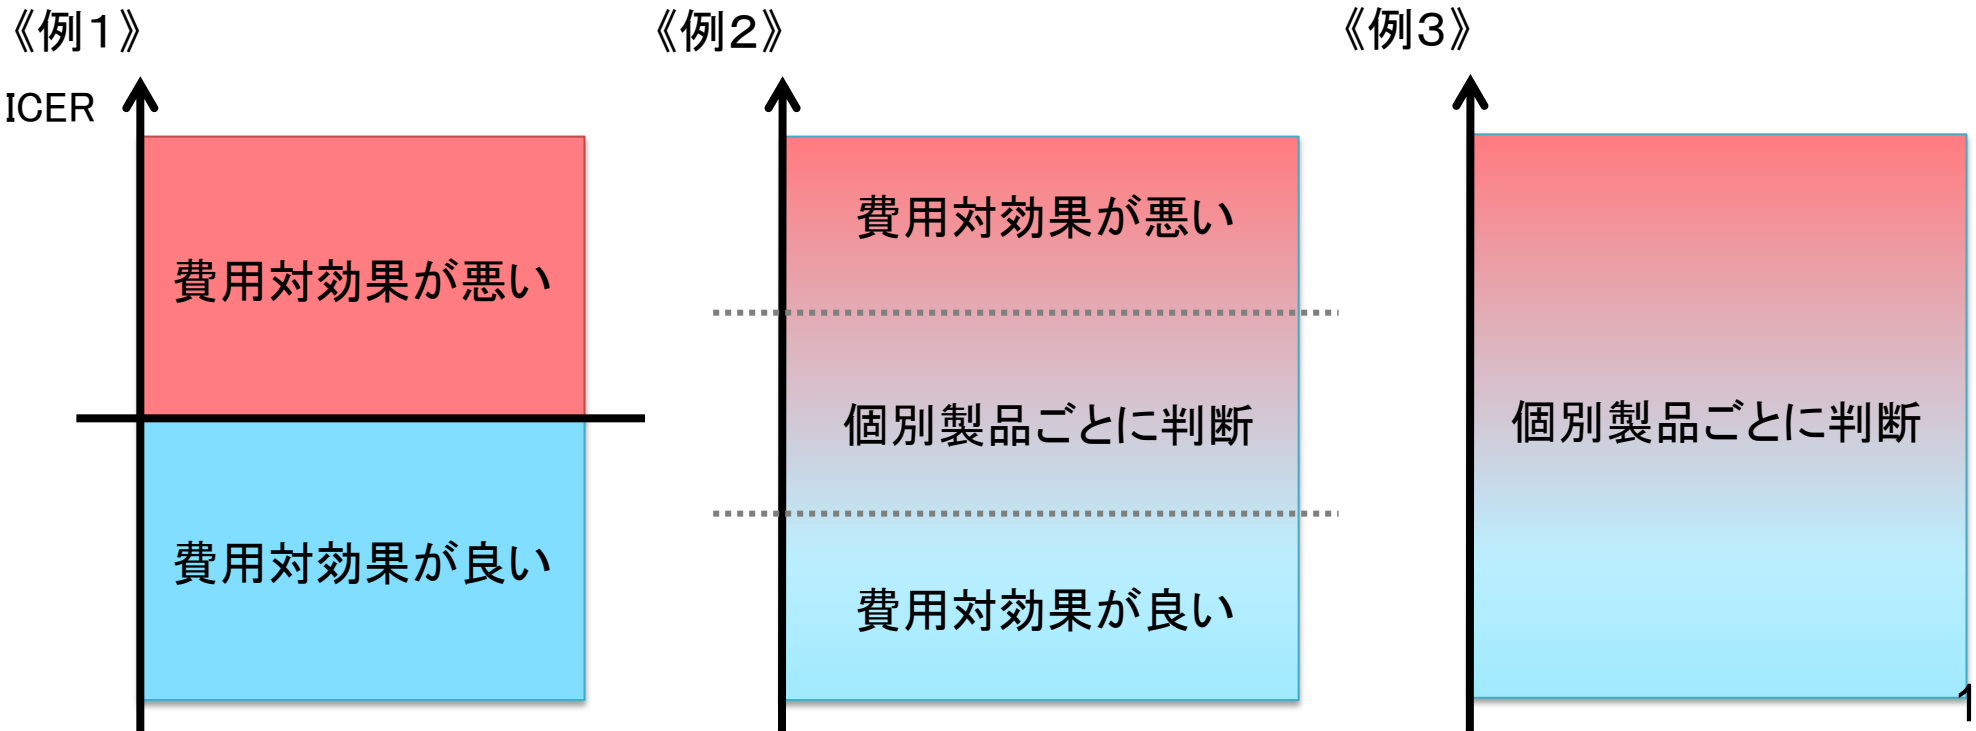 《例１》
ICER
費用対効果が悪い
費用対効果が良い
《例２》
費用対効果が悪い
個別製品ごとに判断
費用対効果が良い
《例３》
個別製品ごとに判断
1